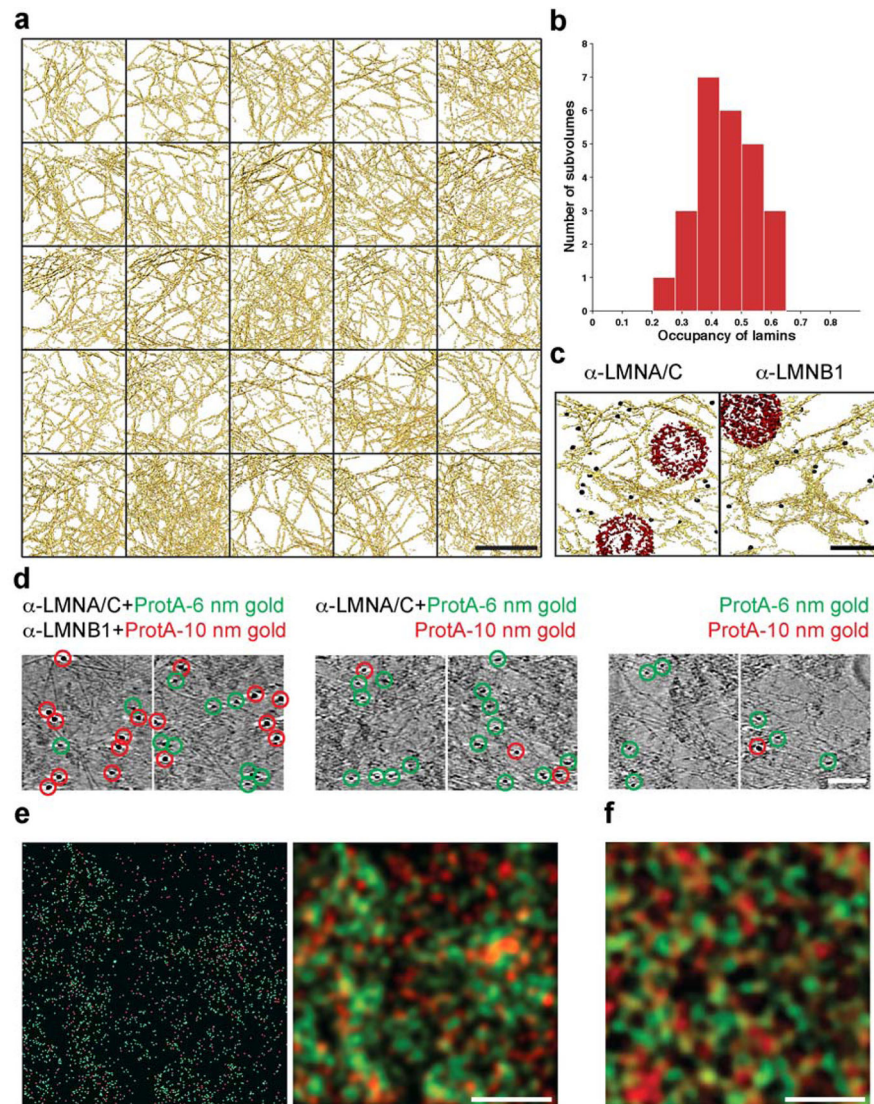 a
b
8
7
6
5
4
3
2
1
0
Number of subvolumes
0 0.1 0.2 0.3 0.4 0.5 0.6 0.7 0.8
Occupancy of lamins
c
α-LMNA/C α-LMNB1
d
α-LMNA/C+ProtA-6 nm gold α-LMNA/C+ProtA-6 nm gold ProtA-6 nm gold
α-LMNB1+ProtA-10 nm gold ProtA-10 nm gold ProtA-10 nm gold
e
f